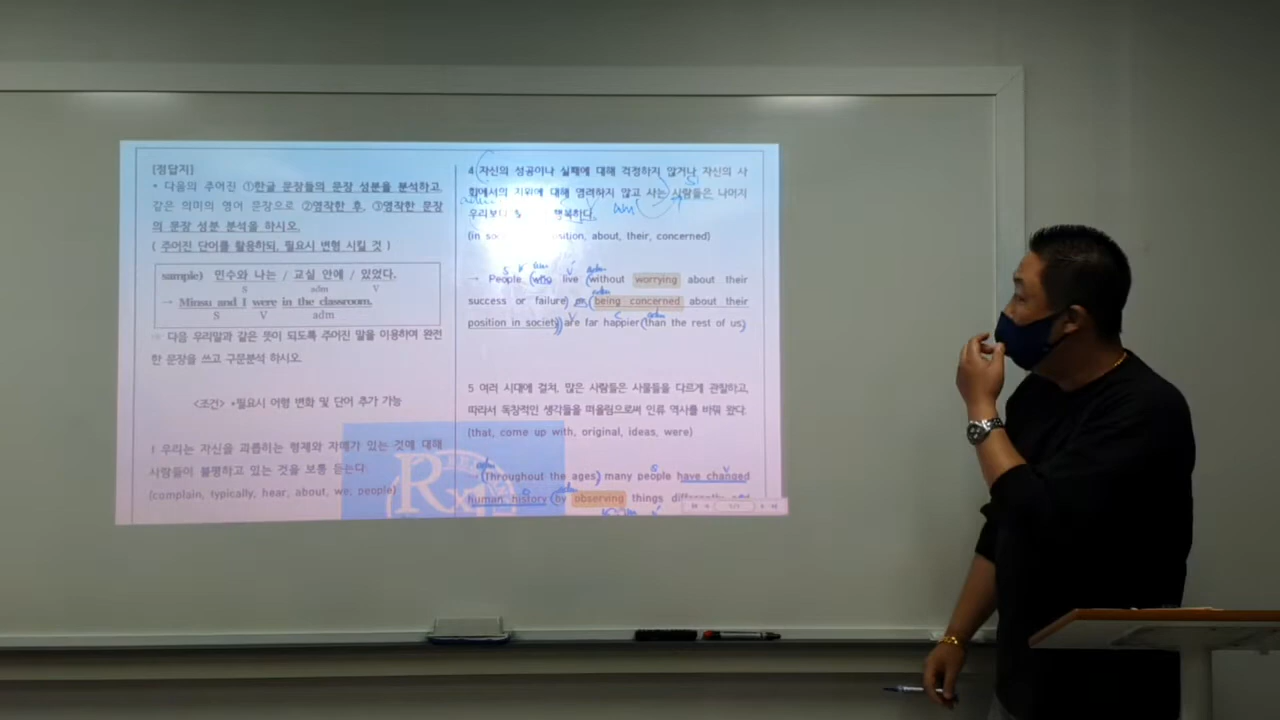 [정답지]
* 다음의 주어진 ①한글 문장들의 문장 성분을 분석하고,
같은 의미의 영어 문장으로 ②영작한 후, ③영작한 문장
의 문장 성분 분석을 하시오.
( 주어진 단어를 활용하되, 필요시 변형 시킬 것 )
sample) 민수와 나는 / 교실 안에 / 있었다.
S adm V
→ Minsu and I were in the classroom.
S V adm
다음 우리말과 같은 뜻이 되도록 주어진 말을 이용하여 완전
한 문장을 쓰고 구문분석 하시오.
<조건> *필요시 어형 변화 및 단어 추가 가능
1 우리는 자신을 괴롭히는 형제와 자매가 있는 것에 대해
사람들이 불평하고 있는 것을 보통 듣는다
(complain, typically, hear, about, we, people)
R
4 자신의 성공이나 실패에 대해 걱정하지 않거나 자신의 사
회에서의 지위에 대해 염려하지 않고 사는 사람들은 나머지
우리보다 행복하다.
(in about, their, concerned)
S V V
→ People who live without worrying about their
success or failure) or (being concerned about their
V C adm
position in society) are far happier (than the rest of us)
5 여러 시대에 걸쳐, 많은 사람들은 사물들을 다르게 관찰하고,
따라서 독창적인 생각들을 떠올림으로써 인류 역사를 바꿔 왔다.
(that, come up with, original, ideas, were)
adm S V
→ (Throughout the ages) many people have changed
human history (by observing things differently and
1/1